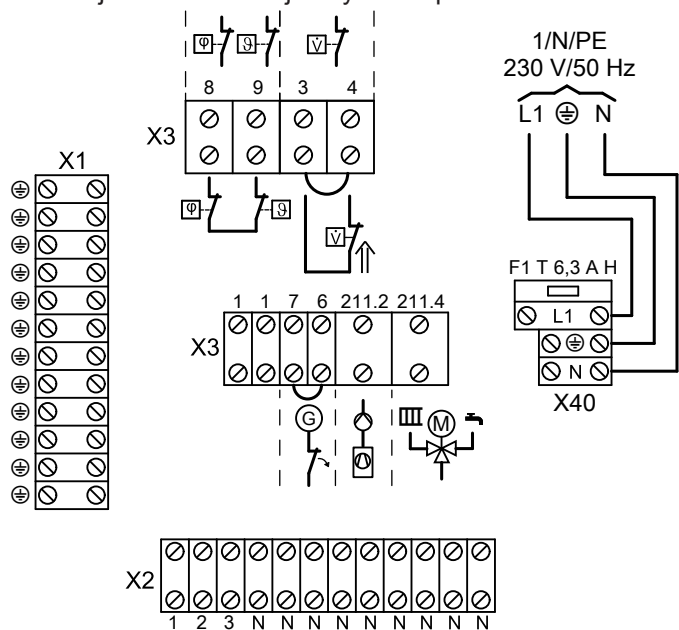 8 9 3 4
X3
φ ϑ V̇
φ ϑ
V̇
1/N/PE
230 V/50 Hz
L1 N
X1
F1 T 6,3 A H
L1
N
X40
1 1 7 6 211.2 211.4
X3
G
M
X2
1 2 3 N N N N N N N N N